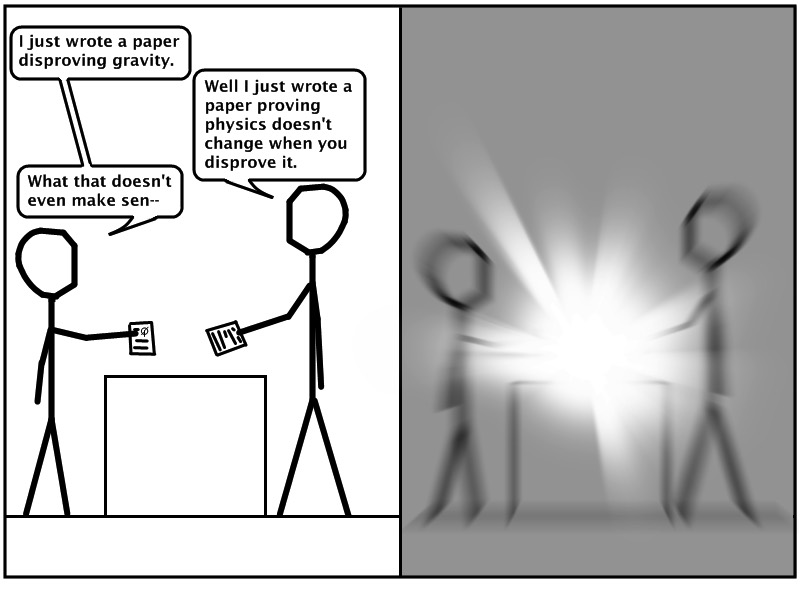 I just wrote a paper
disproving gravity.
Well I just wrote a
paper proving
physics doesn't
change when you
disprove it.
What that doesn't
even make sen--